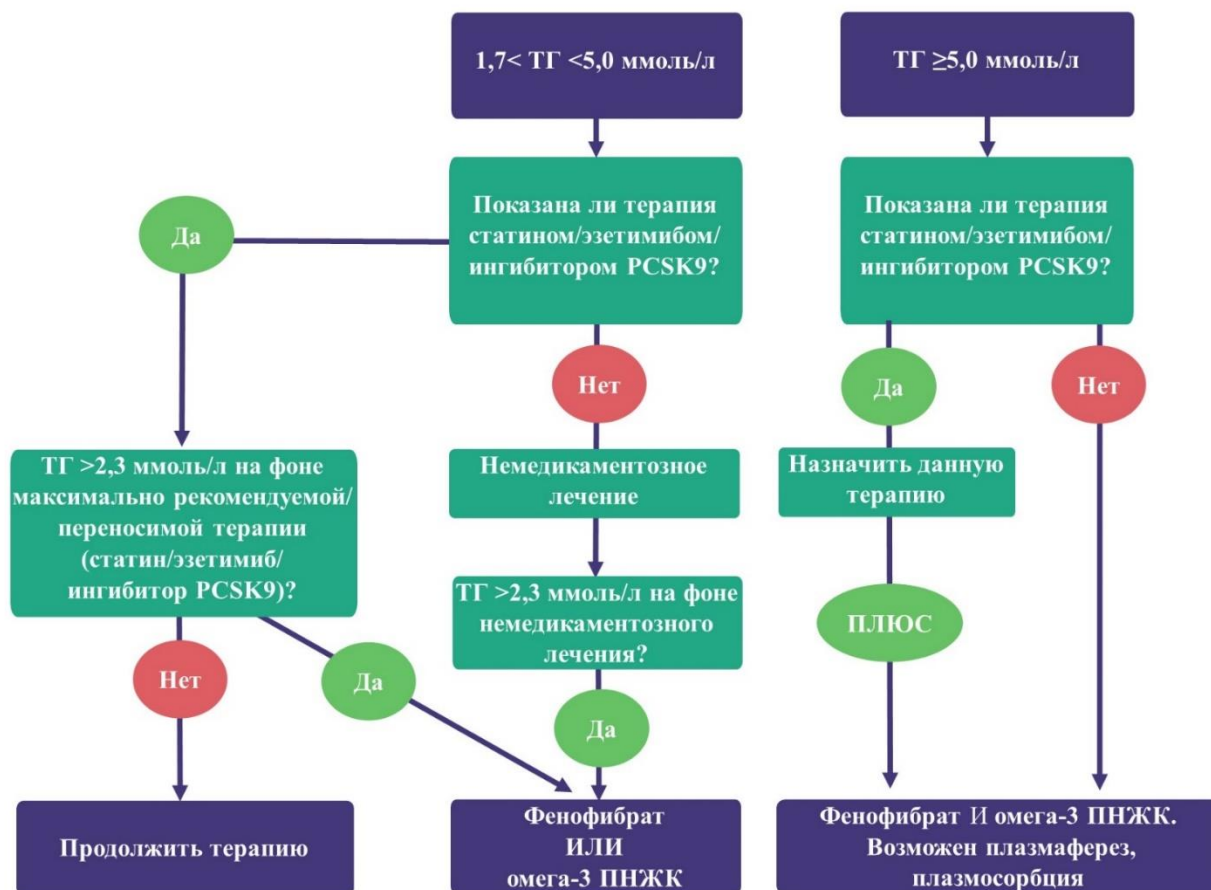 1,7< ТГ <5,0 ммоль/л
ТГ ≥5,0 ммоль/л
Показана ли терапия
статином/эзетимибом/
ингибитором PCSK9?
Показана ли терапия
статином/эзетимибом/
ингибитором PCSK9?
Да
Нет
Да
Нет
ТГ >2,3 ммоль/л на фоне
максимально рекомендуемой/
переносимой терапии
(статин/эзетимиб/
ингибитор PCSK9)?
Немедикаментозное
лечение
Назначить данную
терапию
ТГ >2,3 ммоль/л на фоне
немедикаментозного
лечения?
ПЛЮС
Нет
Да
Да
Продолжить терапию
Фенофибрат
ИЛИ
омега-3 ПНЖК
Фенофибрат И омега-3 ПНЖК.
Возможен плазмаферез,
плазмосорбция